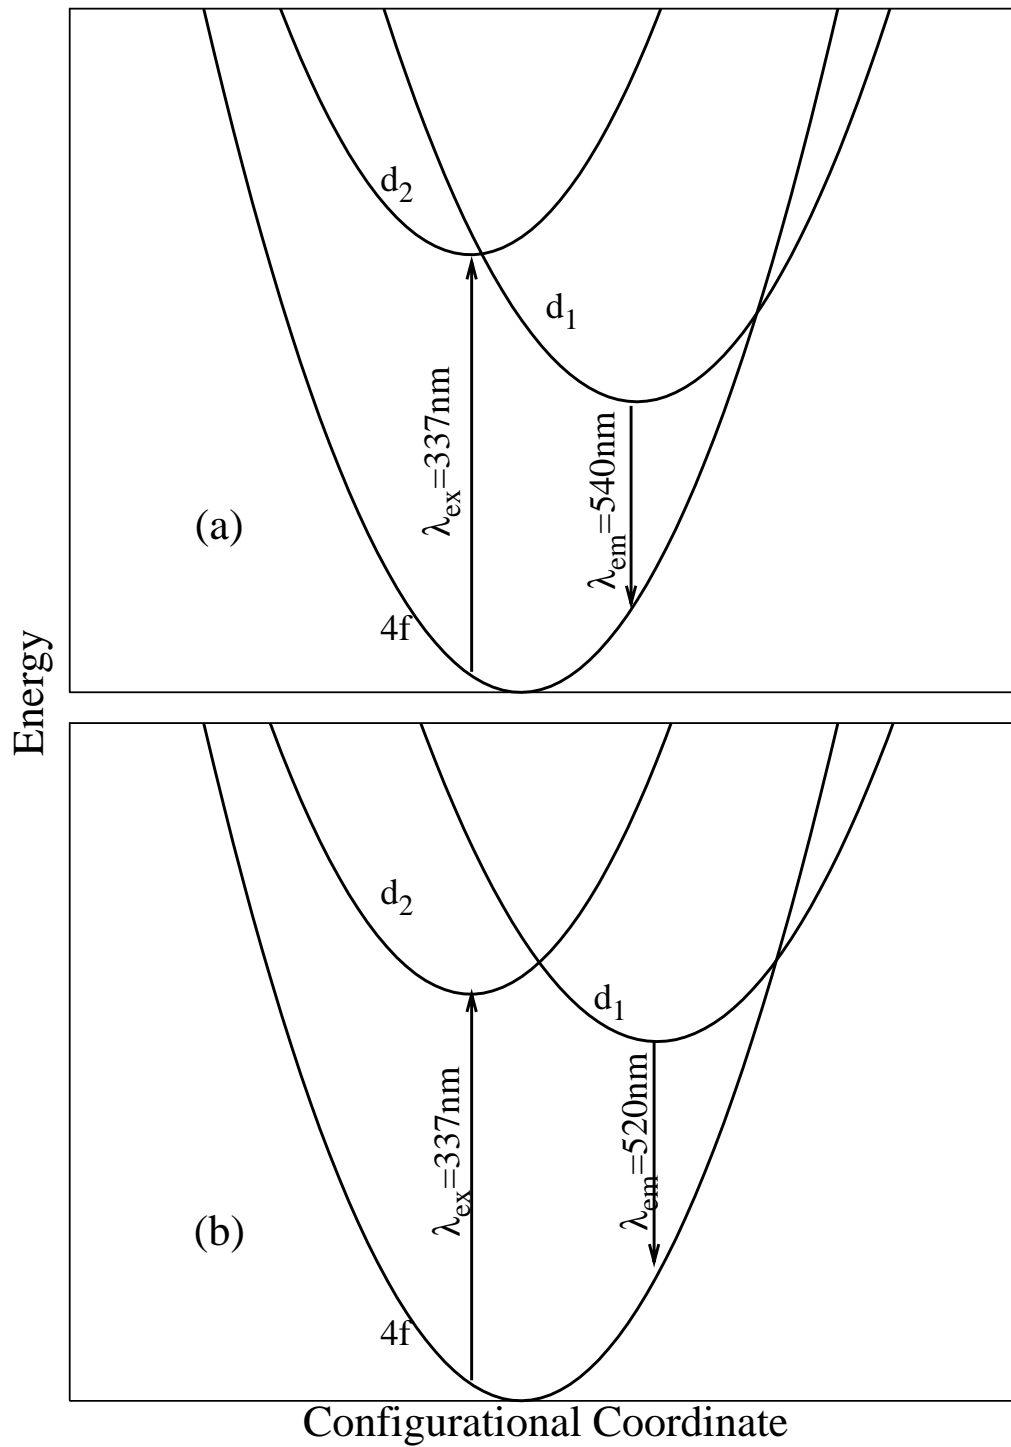 d₂
d₁
λₑₓ=337nm
λₑₘ=540nm
(a)
4f
Energy
d₂
d₁
λₑₓ=337nm
λₑₘ=520nm
(b)
4f
Configurational Coordinate